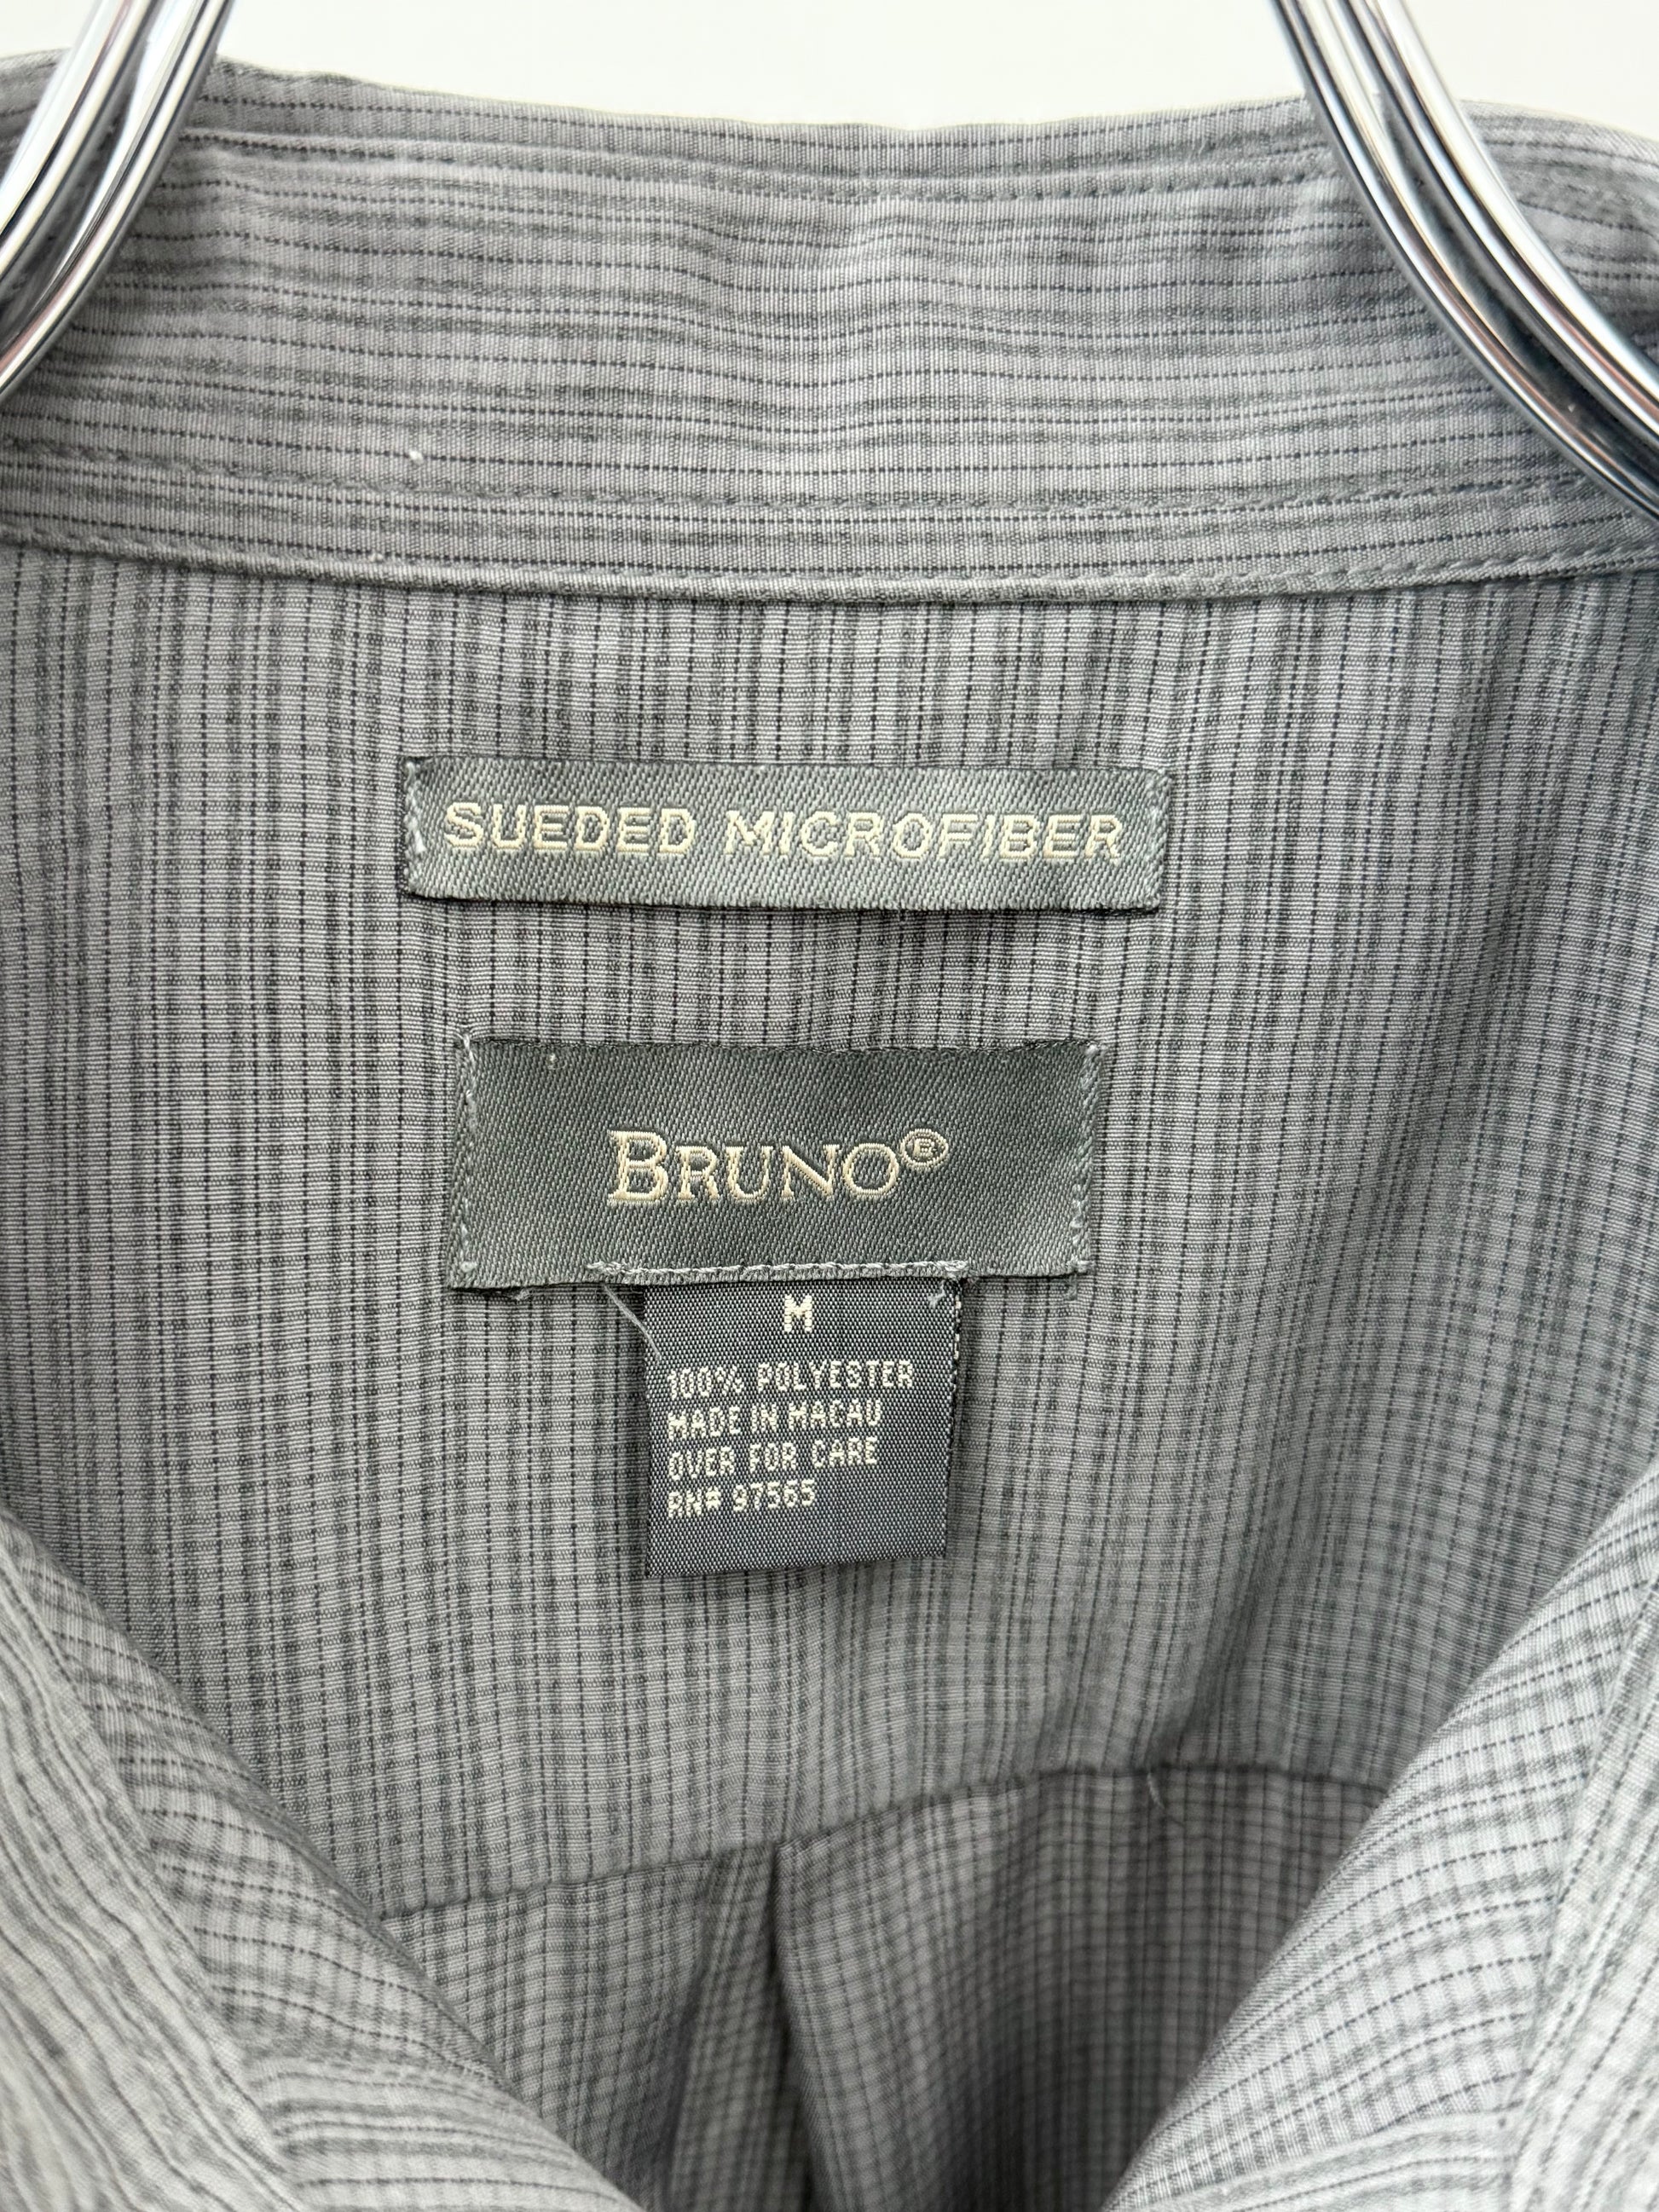 SUEDED MICROFIBER
BRUNO®
M
100% POLYESTER
MADE IN MACAU
OVER FOR CARE
RN# 97565